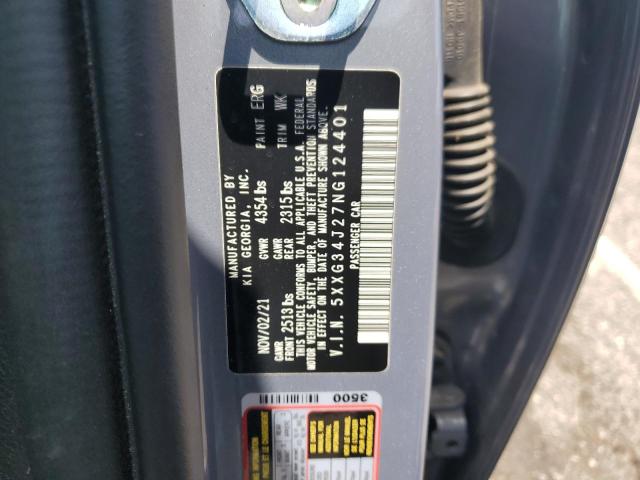 MANUFACTURED BY
KIA GEORGIA, INC.
PAINT ERG
NOV/02/21
GVWR 4354 lbs
TRIM WK
GAWR FRONT 2513 lbs
GAWR REAR 2315 lbs
THIS VEHICLE CONFORMS TO ALL APPLICABLE U.S.A. FEDERAL
MOTOR VEHICLE SAFETY, BUMPER, AND THEFT PREVENTION STANDARDS
IN EFFECT ON THE DATE OF MANUFACTURE SHOWN ABOVE.
V.I.N. 5XXG34J27NG124401
PASSENGER CAR
3500